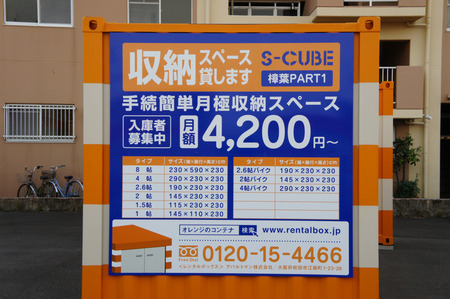 収納スペース貸します
S-CUBE
樟葉PART1
手続簡単月極収納スペース
入庫者募集中 月額 4,200円～
タイプ サイズ(幅×奥行×高さ)cm
8 帖 230×590×230
4 帖 290×230×230
2.6帖 190×230×230
2 帖 145×230×230
1.5帖 115×230×230
1 帖 145×110×230
タイプ サイズ(幅×奥行×高さ)cm
2.6帖バイク 190×230×230
2帖バイク 145×290×230
4帖バイク 290×230×230
オレンジのコンテナ 検索 www.rentalbox.jp
Free Dial 0120-15-4466